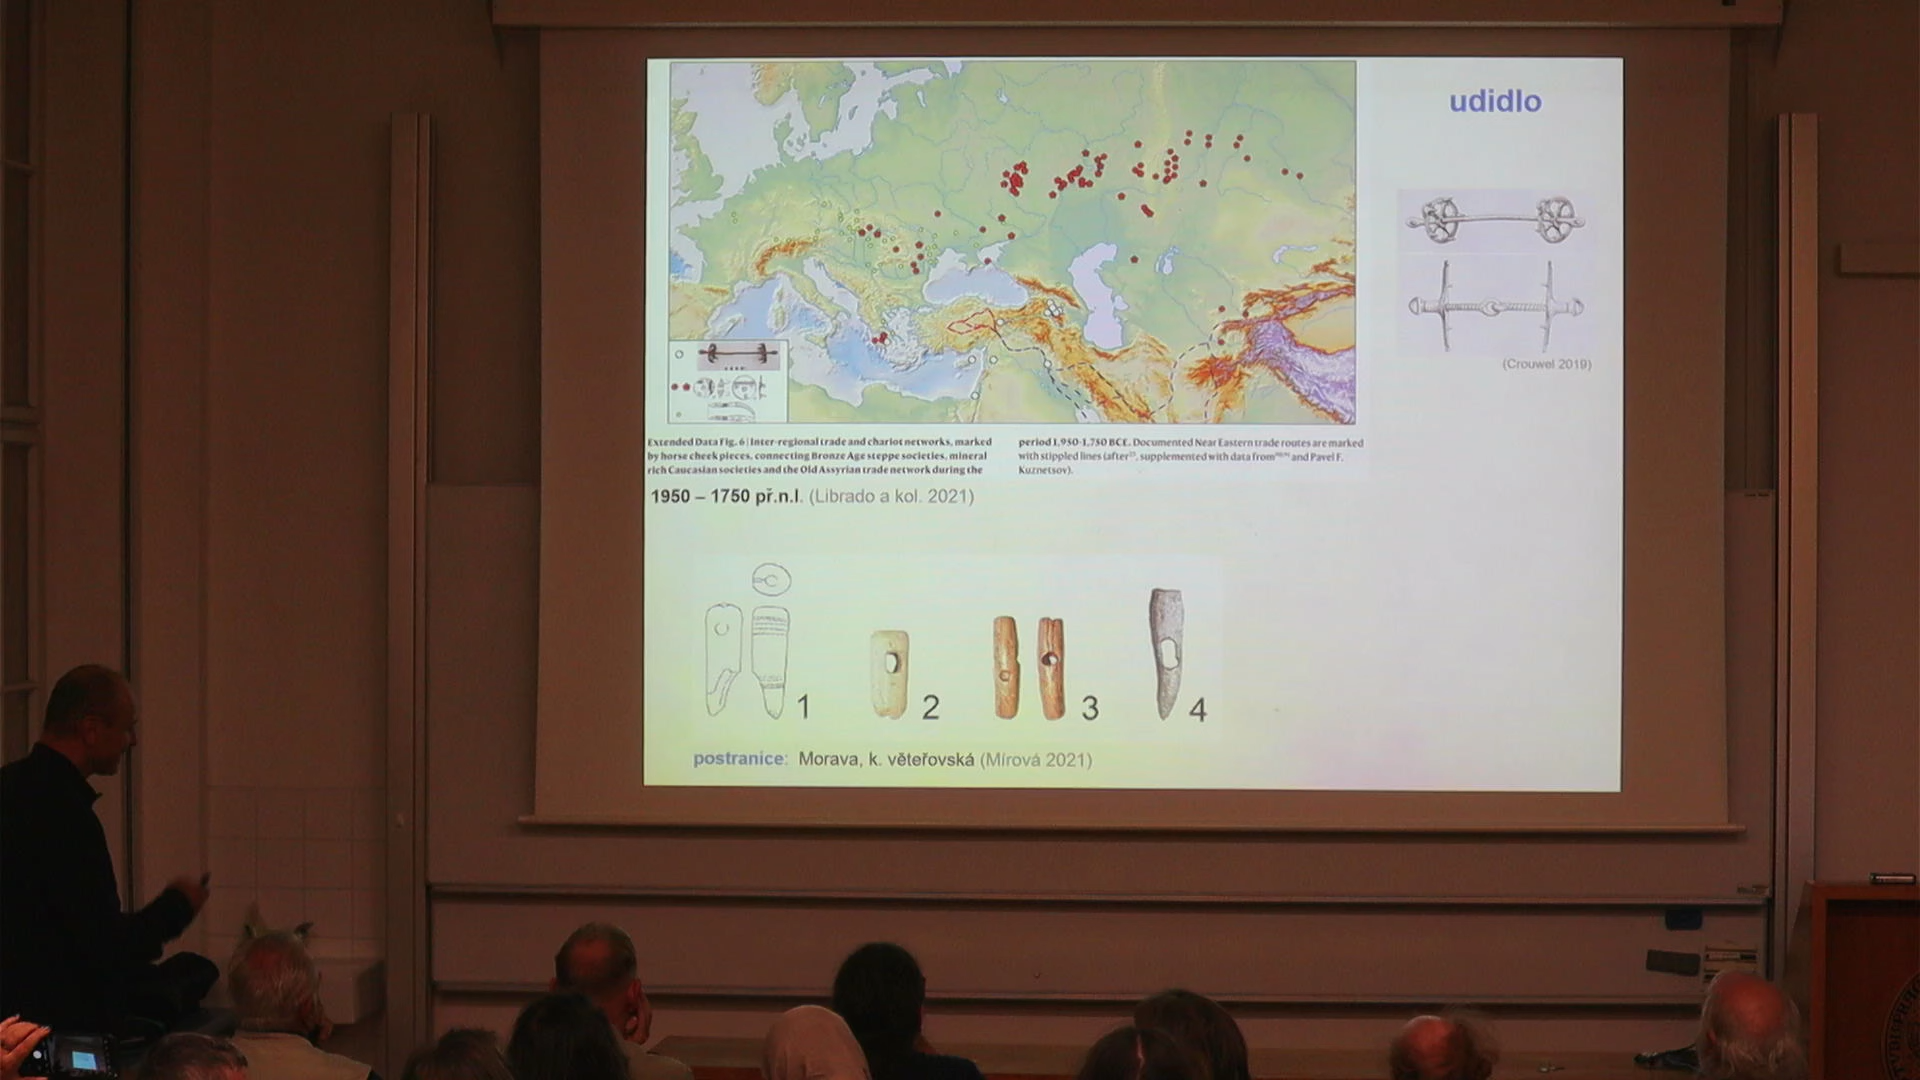 udidlo
(Crouwel 2019)
Extended Data Fig. 6 | Inter-regional trade and chariot networks, marked
by horse cheek pieces, connecting Bronze Age steppe societies, mineral
rich Caucasian societies and the Old Assyrian trade network during the
period 1,950-1,750 BCE. Documented Near Eastern trade routes are marked
with stippled lines (after, supplemented with data from and Pavel F.
Kuznetsov).
1950 – 1750 př.n.l. (Librado a kol. 2021)
1 2 3 4
postranice: Morava, k. věteřovská (Mírová 2021)